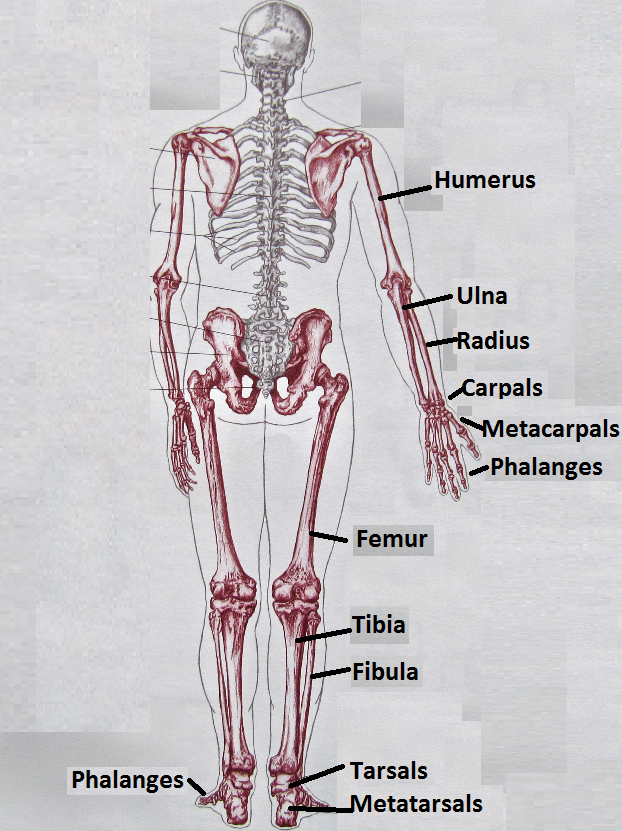 Humerus
Ulna
Radius
Carpals
Metacarpals
Phalanges
Femur
Tibia
Fibula
Tarsals
Phalanges
Metatarsals